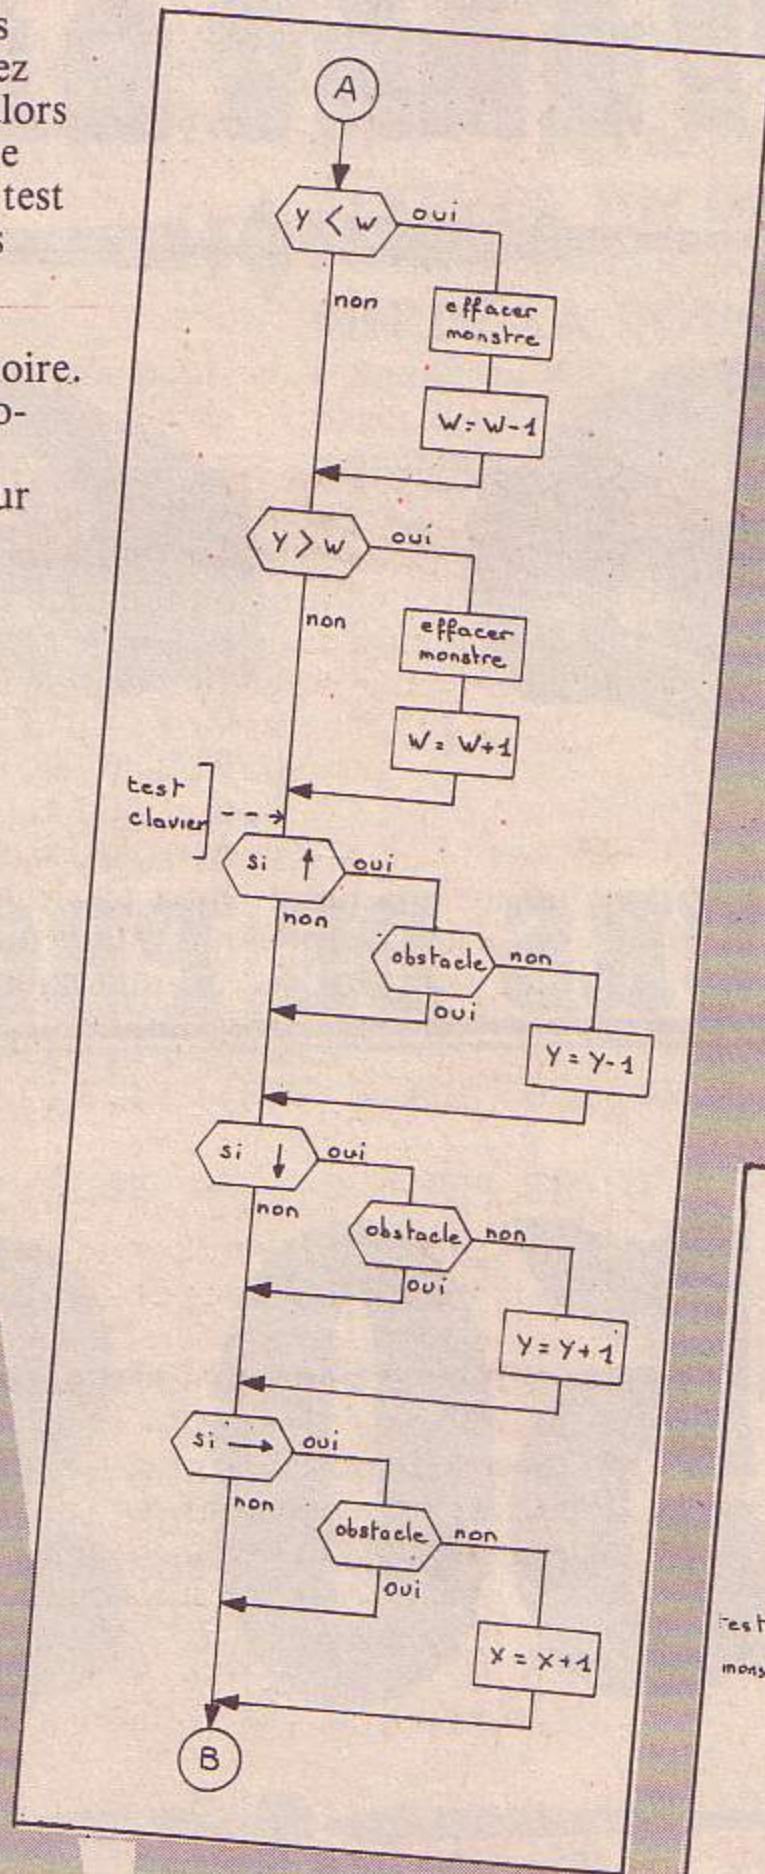 s
ez
lors
e
test
s
oire.
o-
ur
A
Y < W
oui
non
effacer
monstre
W = W-1
Y > W
oui
non
effacer
monstre
W = W+1
test
clavier
si ↑
oui
non
obstacle
non
oui
Y = Y-1
si ↓
oui
non
obstacle
non
oui
Y = Y+1
si →
oui
non
obstacle
non
oui
X = X+1
B
test
mons